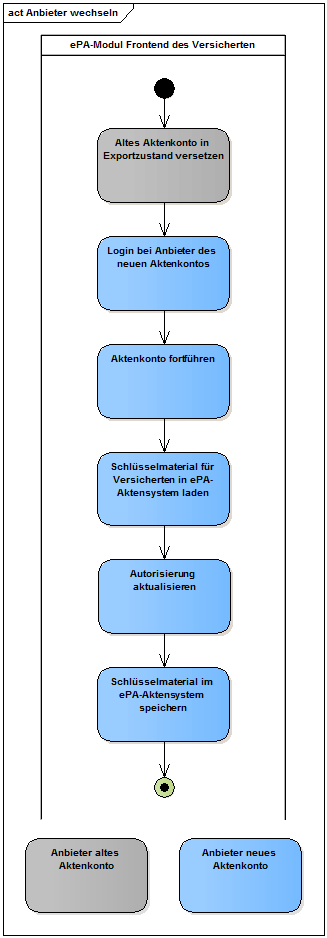 act Anbieter wechseln
ePA-Modul Frontend des Versicherten
Altes Aktenkonto in
Exportzustand versetzen
Login bei Anbieter des
neuen Aktenkontos
Aktenkonto fortführen
Schlüsselmaterial für
Versicherten in ePA-
Aktensystem laden
Autorisierung
aktualisieren
Schlüsselmaterial im
ePA-Aktensystem
speichern
Anbieter altes
Aktenkonto
Anbieter neues
Aktenkonto